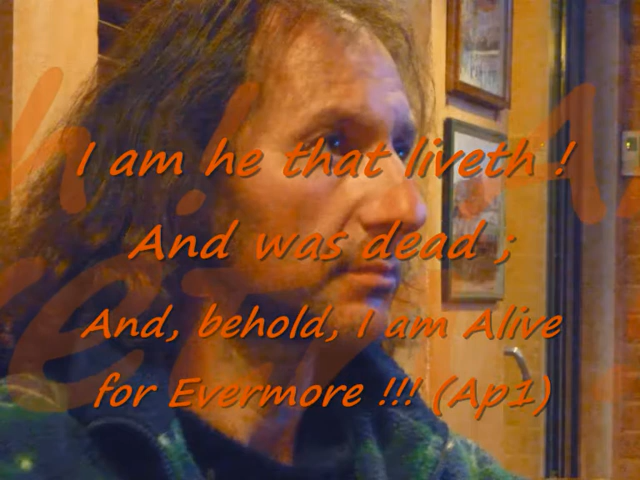 I am he that liveth !
And was dead ;
And, behold, I am Alive
for Evermore !!! (Ap1)